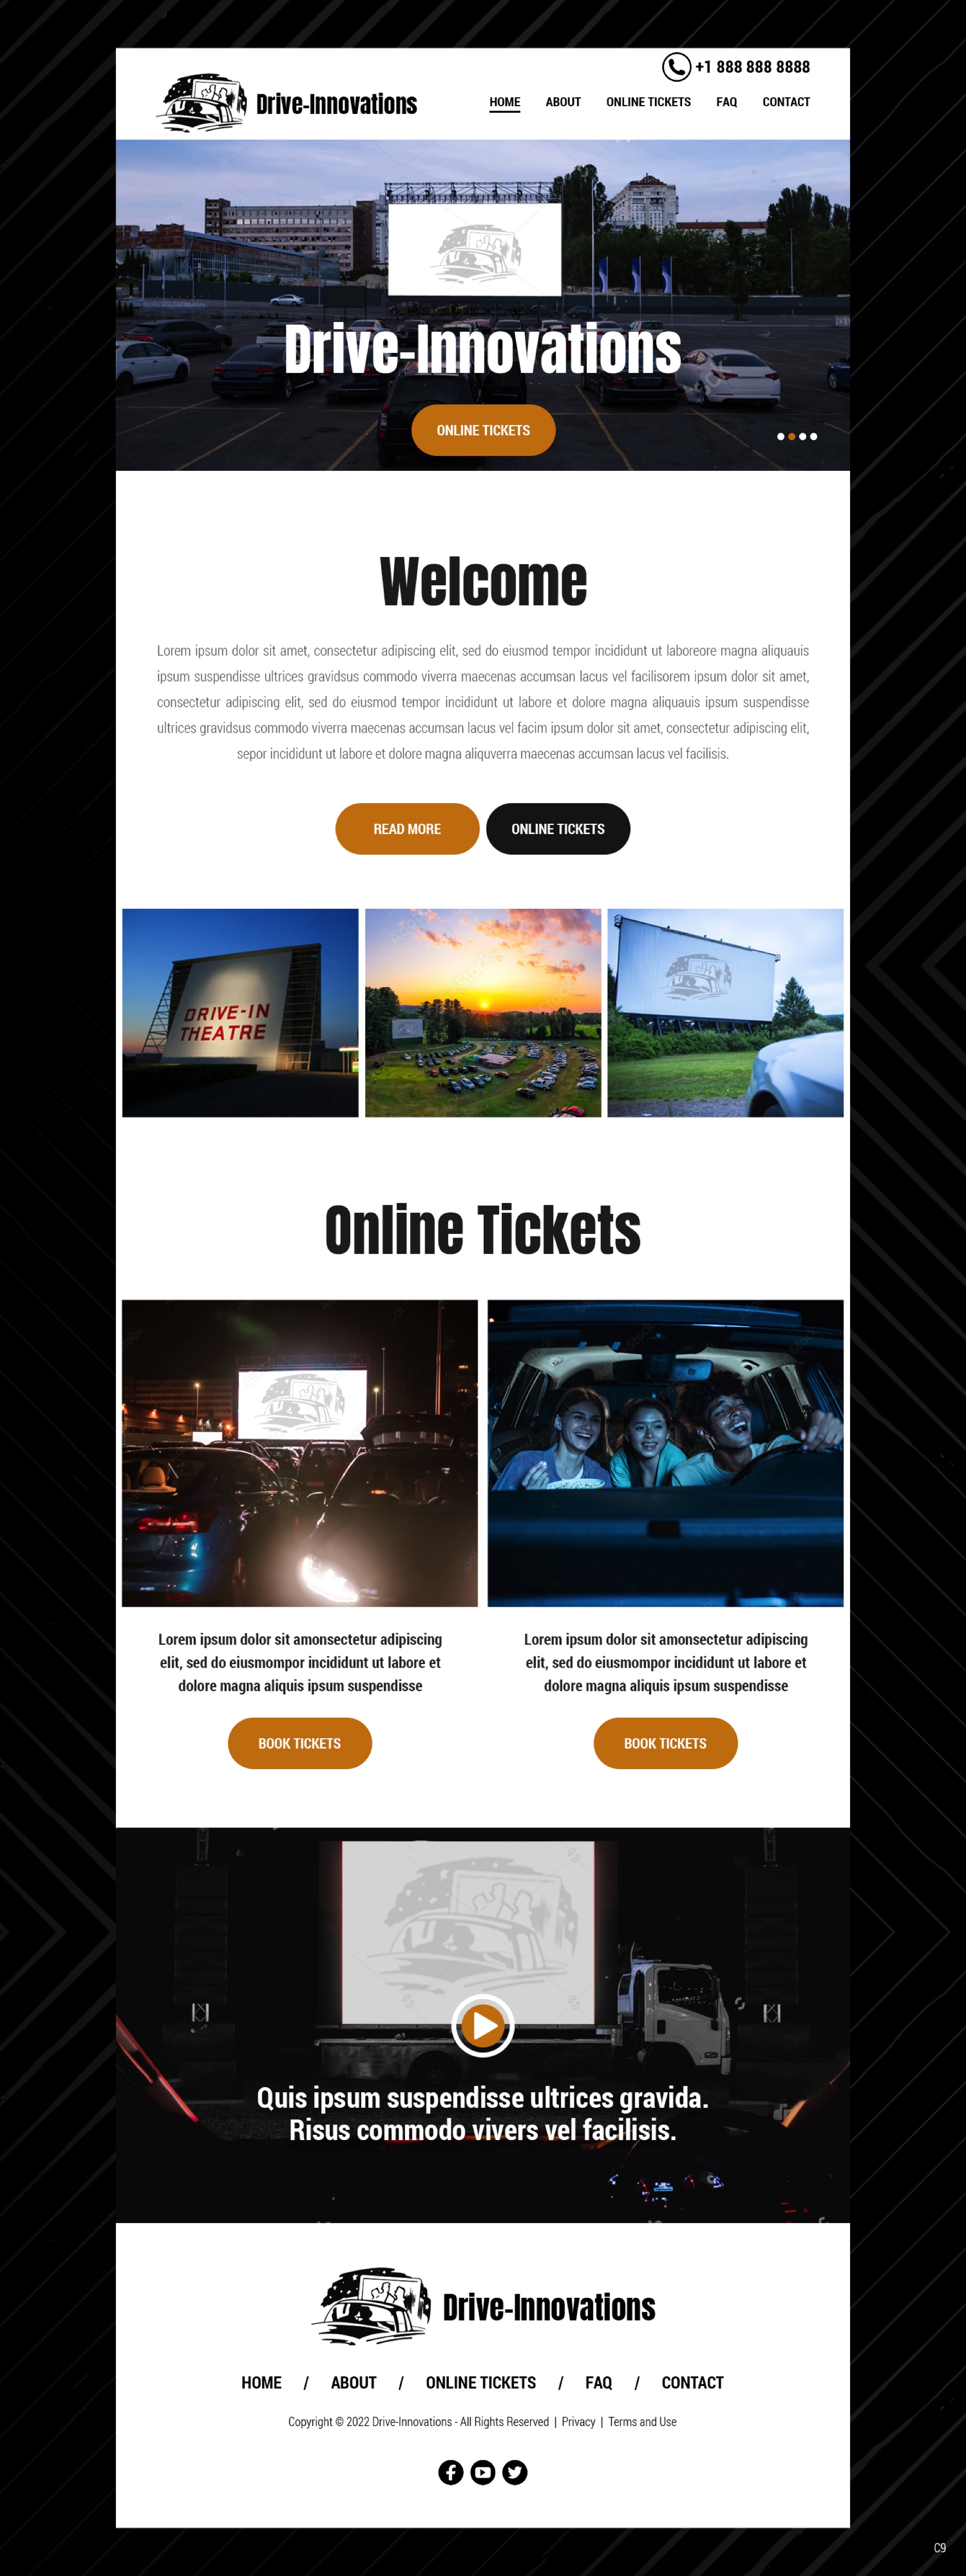 +1 888 888 8888
Drive-Innovations
HOME ABOUT ONLINE TICKETS FAQ CONTACT
Drive-Innovations
ONLINE TICKETS
Welcome
Lorem ipsum dolor sit amet, consectetur adipiscing elit, sed do eiusmod tempor incididunt ut laboreore magna aliquauis
ipsum suspendisse ultrices gravidsus commodo viverra maecenas accumsan lacus vel facilisorem ipsum dolor sit amet,
consectetur adipiscing elit, sed do eiusmod tempor incididunt ut labore et dolore magna aliquauis ipsum suspendisse
ultrices gravidsus commodo viverra maecenas accumsan lacus vel facim ipsum dolor sit amet, consectetur adipiscing elit,
sepor incididunt ut labore et dolore magna aliquverra maecenas accumsan lacus vel facilisis.
READ MORE ONLINE TICKETS
DRIVE-IN
THEATRE
Online Tickets
Lorem ipsum dolor sit amonsectetur adipiscing
elit, sed do eiusmompor incididunt ut labore et
dolore magna aliquis ipsum suspendisse
BOOK TICKETS
Lorem ipsum dolor sit amonsectetur adipiscing
elit, sed do eiusmompor incididunt ut labore et
dolore magna aliquis ipsum suspendisse
BOOK TICKETS
Quis ipsum suspendisse ultrices gravida.
Risus commodo vivers vel facilisis.
Drive-Innovations
HOME / ABOUT / ONLINE TICKETS / FAQ / CONTACT
Copyright © 2022 Drive-Innovations - All Rights Reserved | Privacy | Terms and Use
C9